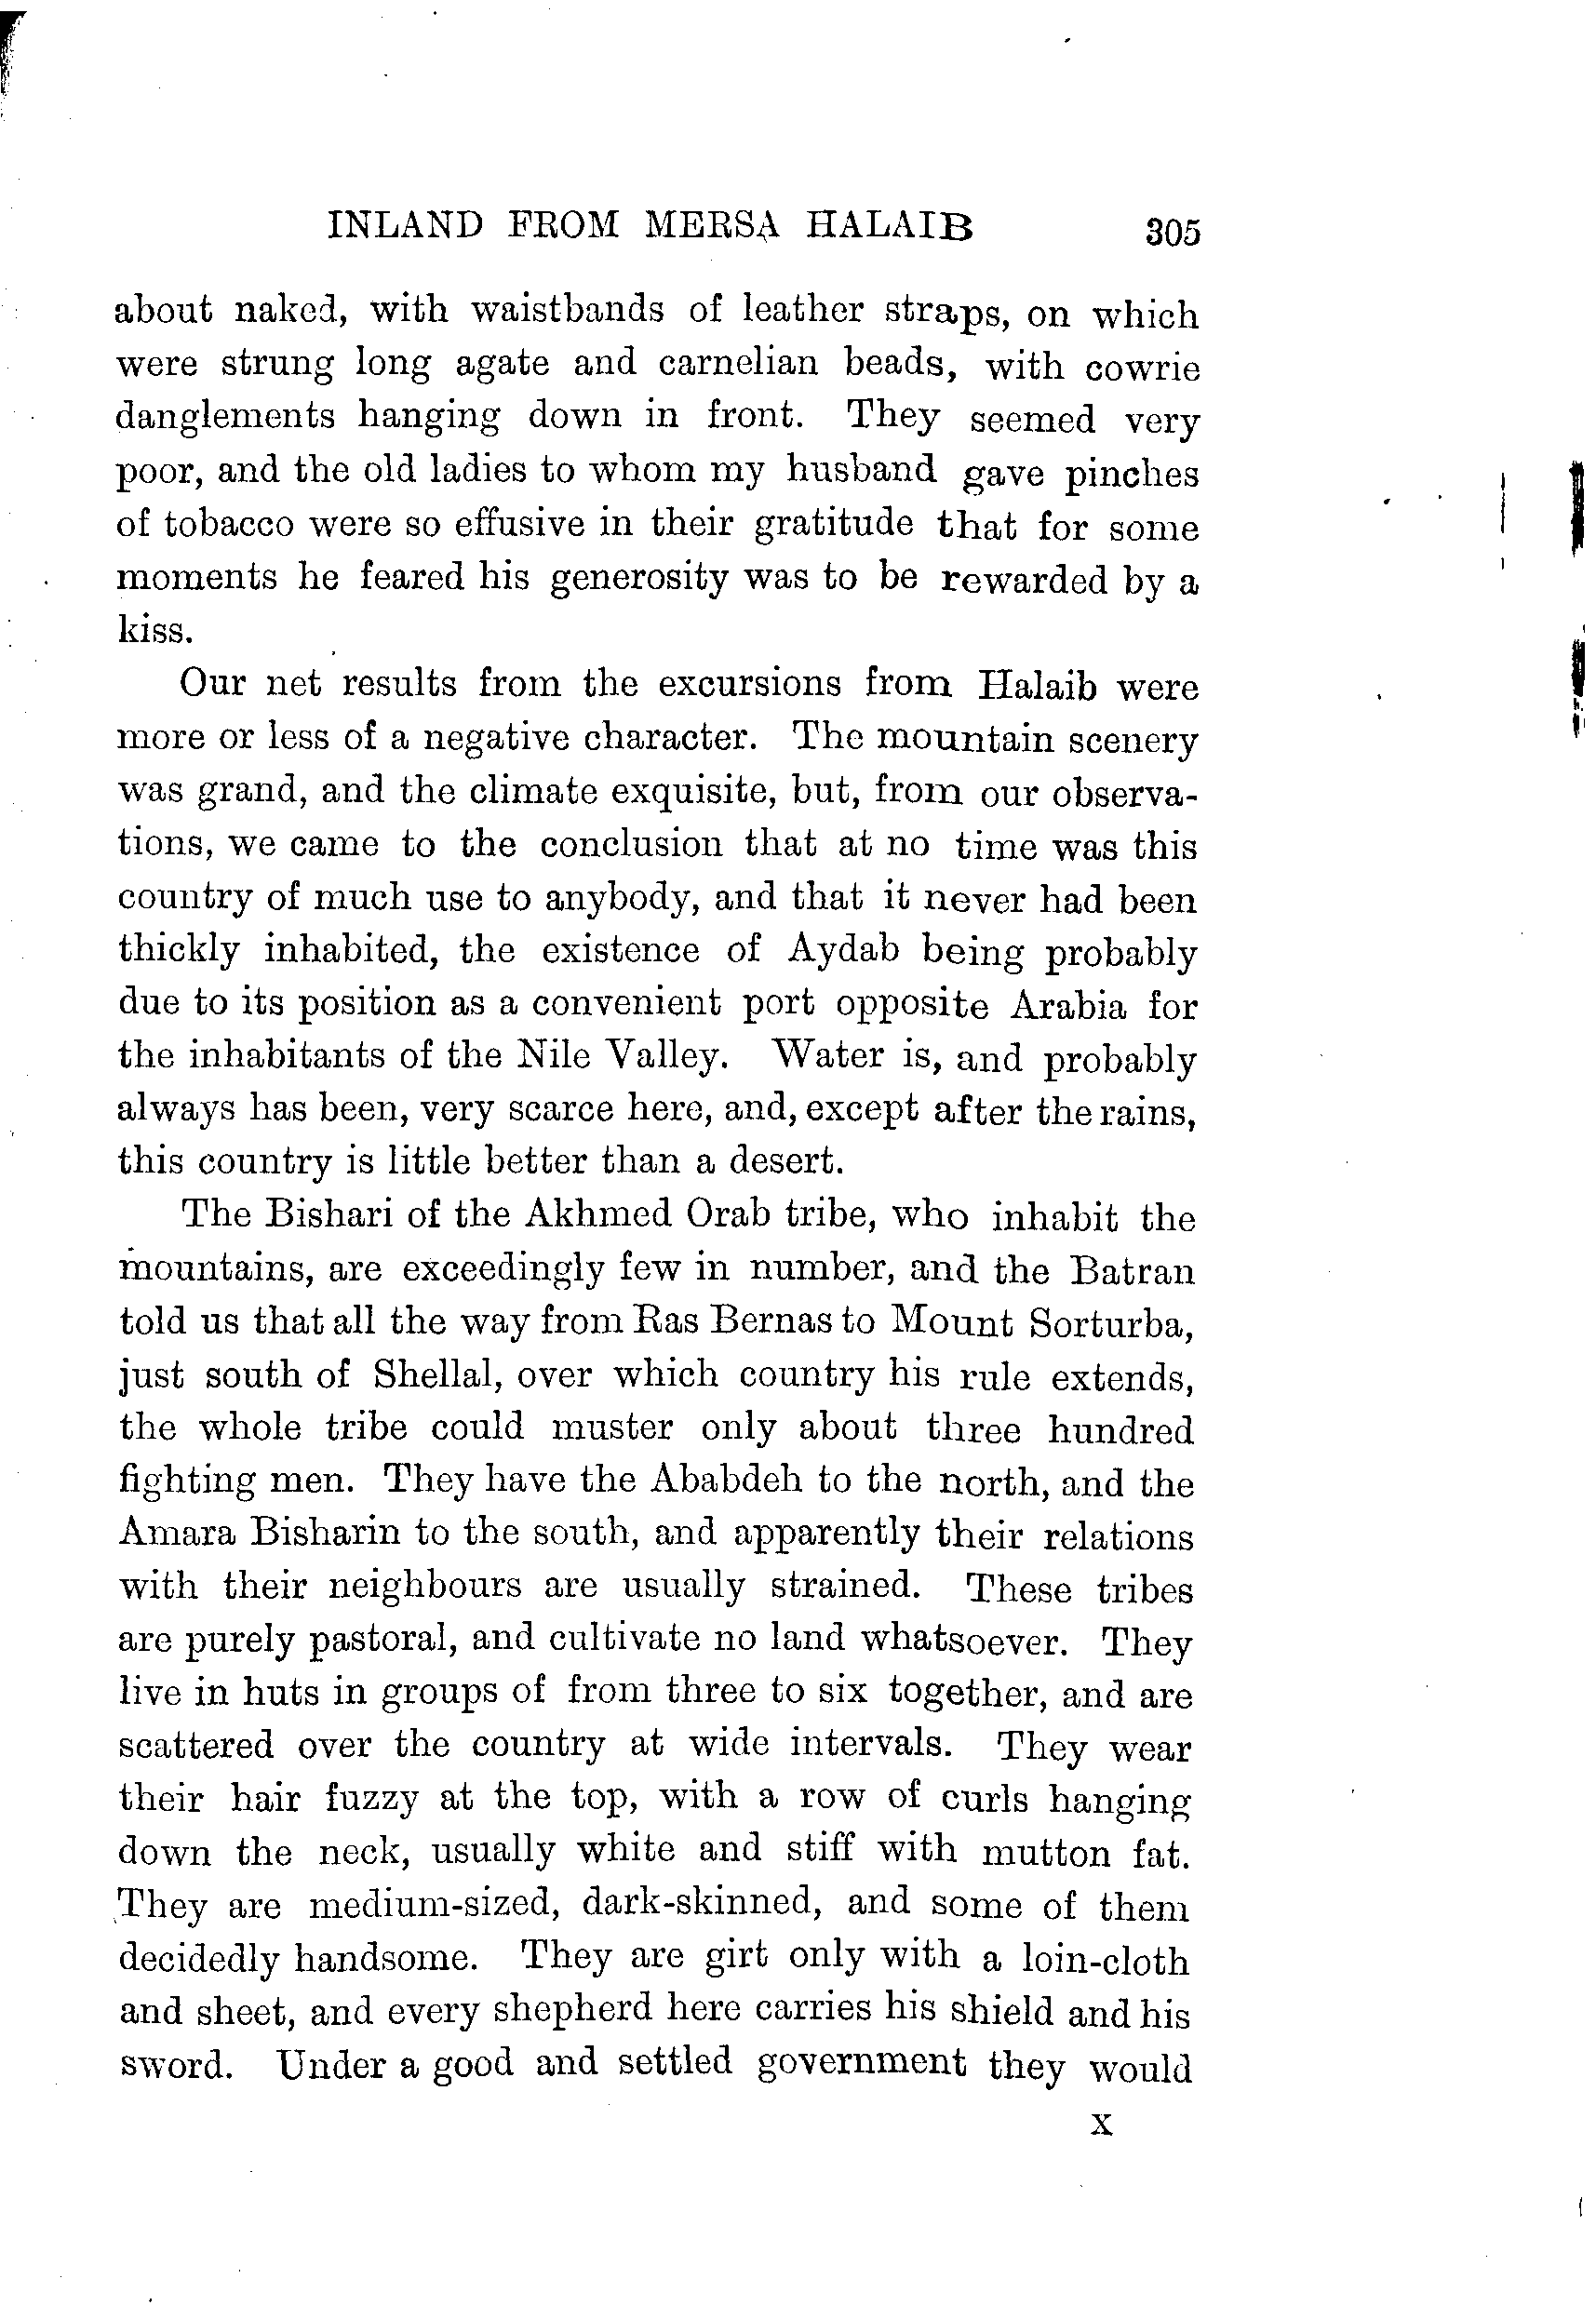 INLAND FROM MERSA HALAIB 305
about naked, with waistbands of leather straps, on which
were strung long agate and carnelian beads, with cowrie
danglements hanging down in front. They seemed very
poor, and the old ladies to whom my husband gave pinches
of tobacco were so effusive in their gratitude that for some
moments he feared his generosity was to be rewarded by a
kiss.
Our net results from the excursions from Halaib were
more or less of a negative character. The mountain scenery
was grand, and the climate exquisite, but, from our observa-
tions, we came to the conclusion that at no time was this
country of much use to anybody, and that it never had been
thickly inhabited, the existence of Aydab being probably
due to its position as a convenient port opposite Arabia for
the inhabitants of the Nile Valley. Water is, and probably
always has been, very scarce here, and, except after the rains,
this country is little better than a desert.
The Bishari of the Akhmed Orab tribe, who inhabit the
mountains, are exceedingly few in number, and the Batran
told us that all the way from Ras Bernas to Mount Sorturba,
just south of Shellal, over which country his rule extends,
the whole tribe could muster only about three hundred
fighting men. They have the Ababdeh to the north, and the
Amara Bisharin to the south, and apparently their relations
with their neighbours are usually strained. These tribes
are purely pastoral, and cultivate no land whatsoever. They
live in huts in groups of from three to six together, and are
scattered over the country at wide intervals. They wear
their hair fuzzy at the top, with a row of curls hanging
down the neck, usually white and stiff with mutton fat.
They are medium-sized, dark-skinned, and some of them
decidedly handsome. They are girt only with a loin-cloth
and sheet, and every shepherd here carries his shield and his
sword. Under a good and settled government they would
X